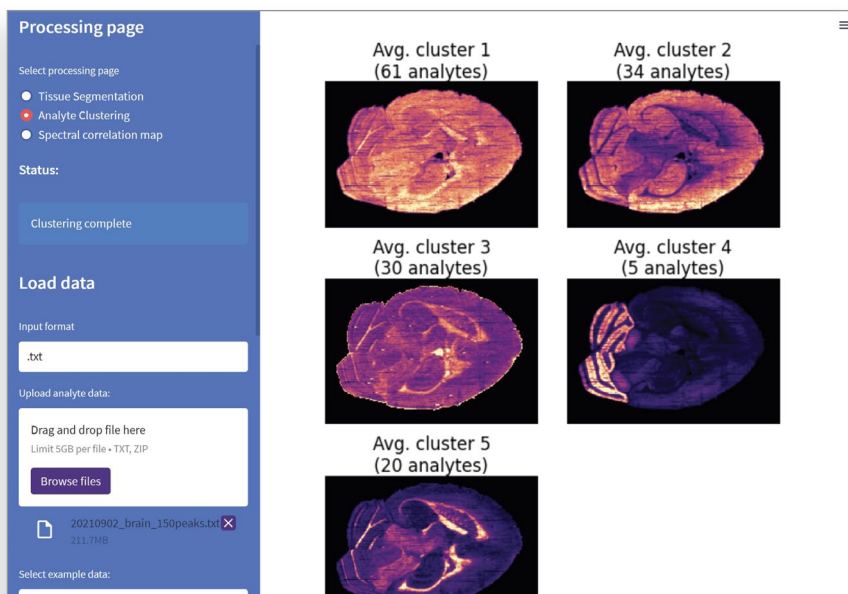 Processing page
Select processing page
Tissue Segmentation
Analyte Clustering
Spectral correlation map
Status:
Clustering complete
Load data
Input format
.txt
Upload analyte data:
Drag and drop file here
Limit 5GB per file • TXT, ZIP
Browse files
20210902_brain_150peaks.txt
211.7MB
Select example data:
Avg. cluster 1
(61 analytes)
Avg. cluster 2
(34 analytes)
Avg. cluster 3
(30 analytes)
Avg. cluster 4
(5 analytes)
Avg. cluster 5
(20 analytes)